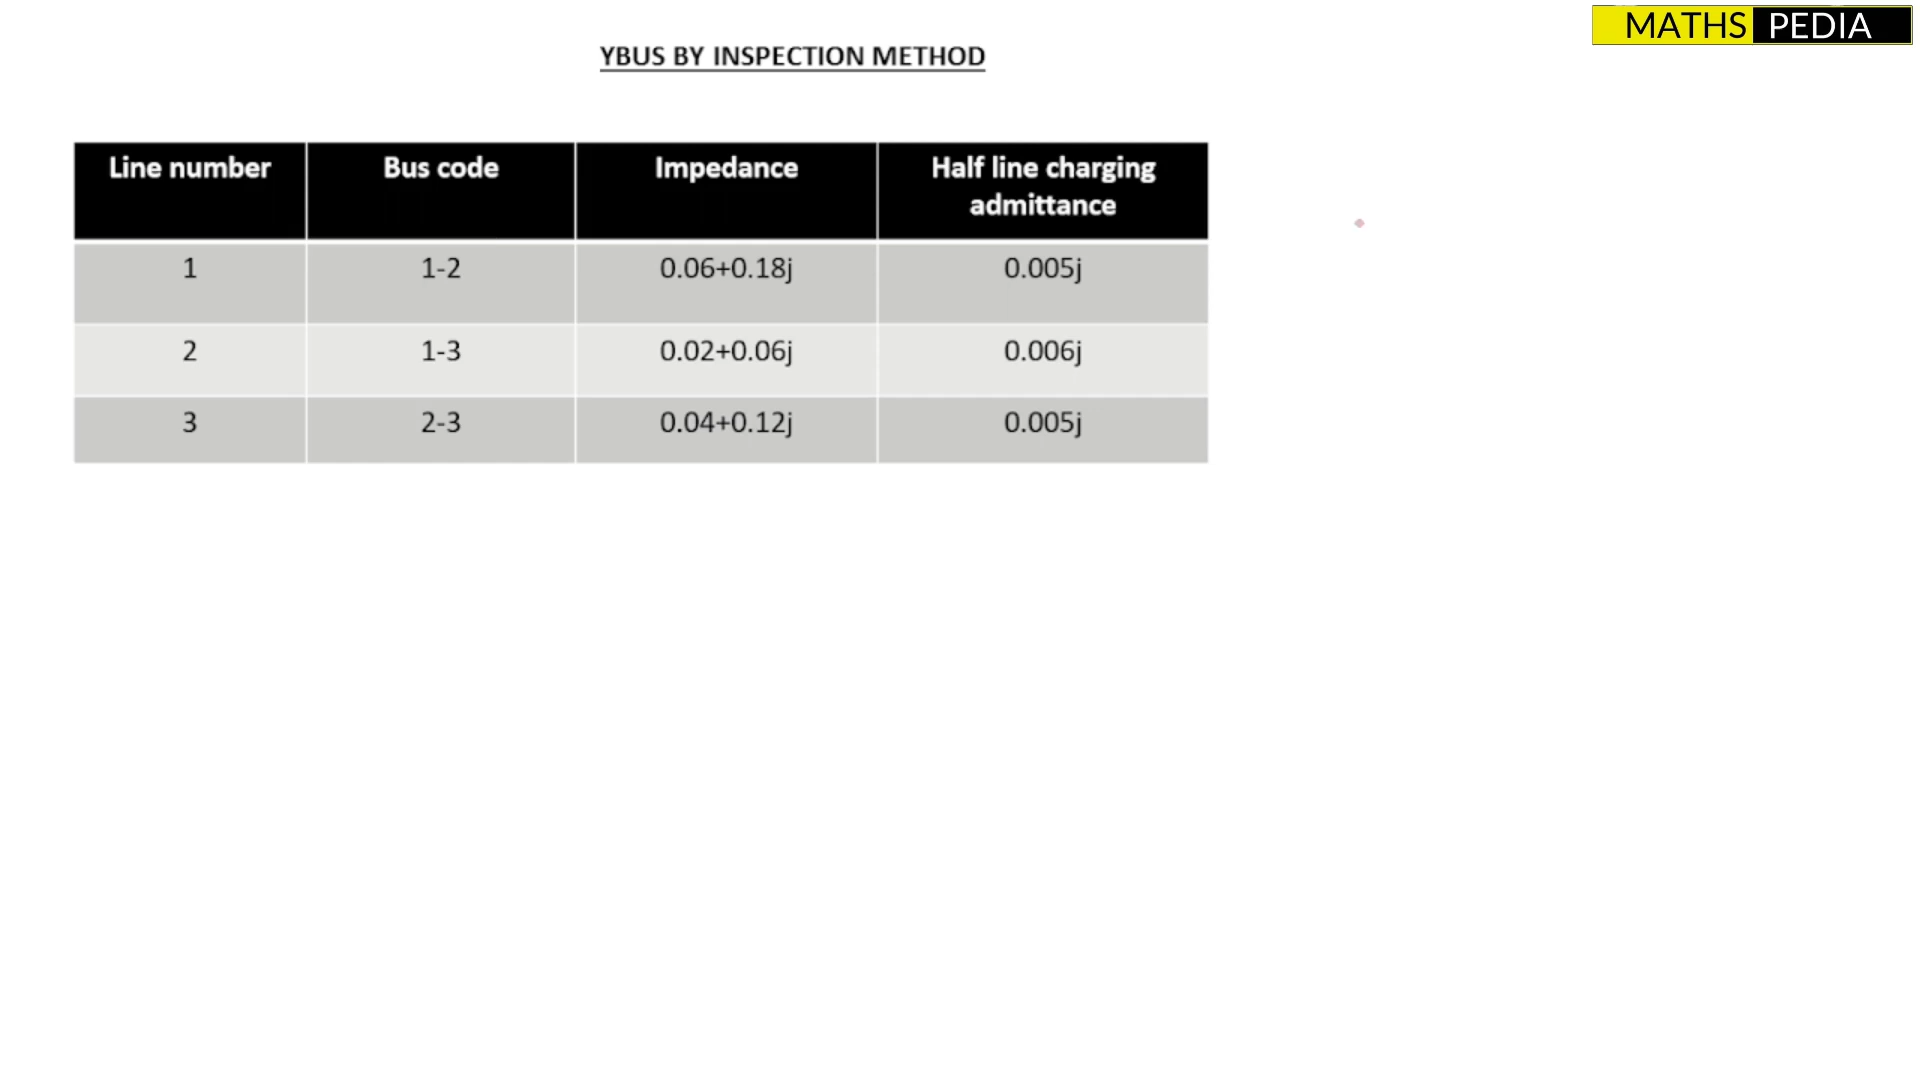 MATHS PEDIA
YBUS BY INSPECTION METHOD
Line number Bus code Impedance Half line charging admittance
1 1-2 0.06+0.18j 0.005j
2 1-3 0.02+0.06j 0.006j
3 2-3 0.04+0.12j 0.005j